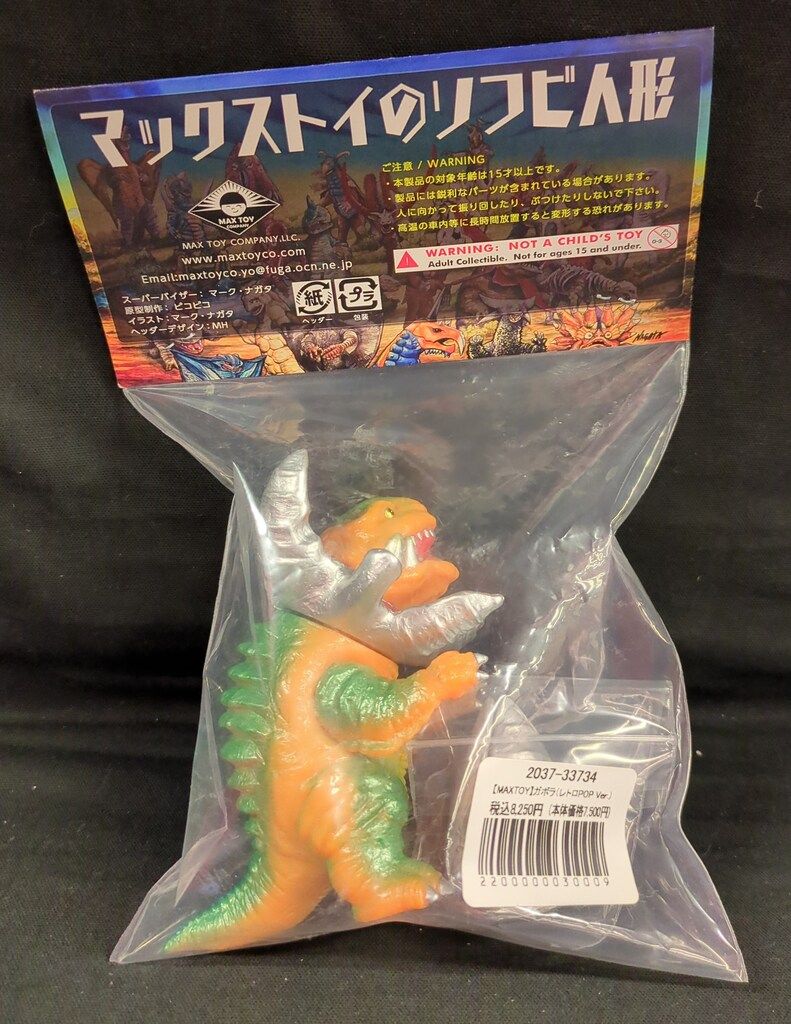 マックストイのソフビ人形
MAX TOY
COMPANY
MAX TOY COMPANY,LLC.
www.maxtoyco.com
Email:maxtoyco.yo@fuga.ocn.ne.jp
スーパーバイザー：マーク・ナガタ
原型制作：ピコピコ
イラスト：マーク・ナガタ
ヘッダーデザイン：MH
紙
ヘッダー
プラ
包装
ご注意 / WARNING
・本製品の対象年齢は15才以上です。
・製品には鋭利なパーツが含まれている場合があります。
人に向かって振り回したり、ぶつけたりしないで下さい。
・高温の車内等に長時間放置すると変形する恐れがあります。
WARNING: NOT A CHILD'S TOY
Adult Collectible. Not for ages 15 and under.
0-3
NAGATA
2037-33734
【MAXTOY】ガボラ(レトロPOP Ver.)
税込8,250円 (本体価格7,500円)
2200000030009